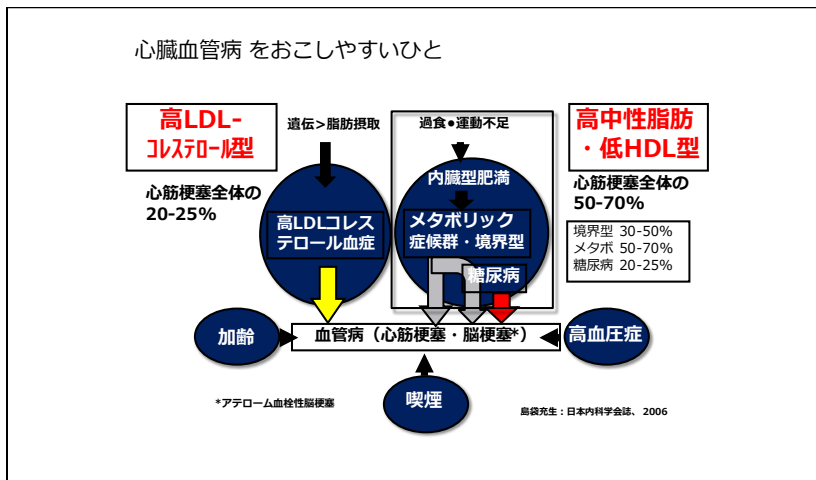 心臓血管病 をおこしやすいひと
高LDL-
ｺﾚｽﾃﾛｰﾙ型
心筋梗塞全体の
20-25%
遺伝>脂肪摂取
高LDLコレス
テロール血症
過食●運動不足
内臓型肥満
メタボリック
症候群・境界型
糖尿病
高中性脂肪
・低HDL型
心筋梗塞全体の
50-70%
境界型 30-50%
メタボ 50-70%
糖尿病 20-25%
加齢
血管病（心筋梗塞・脳梗塞*）
高血圧症
喫煙
*アテローム血栓性脳梗塞
島袋充生：日本内科学会誌、2006